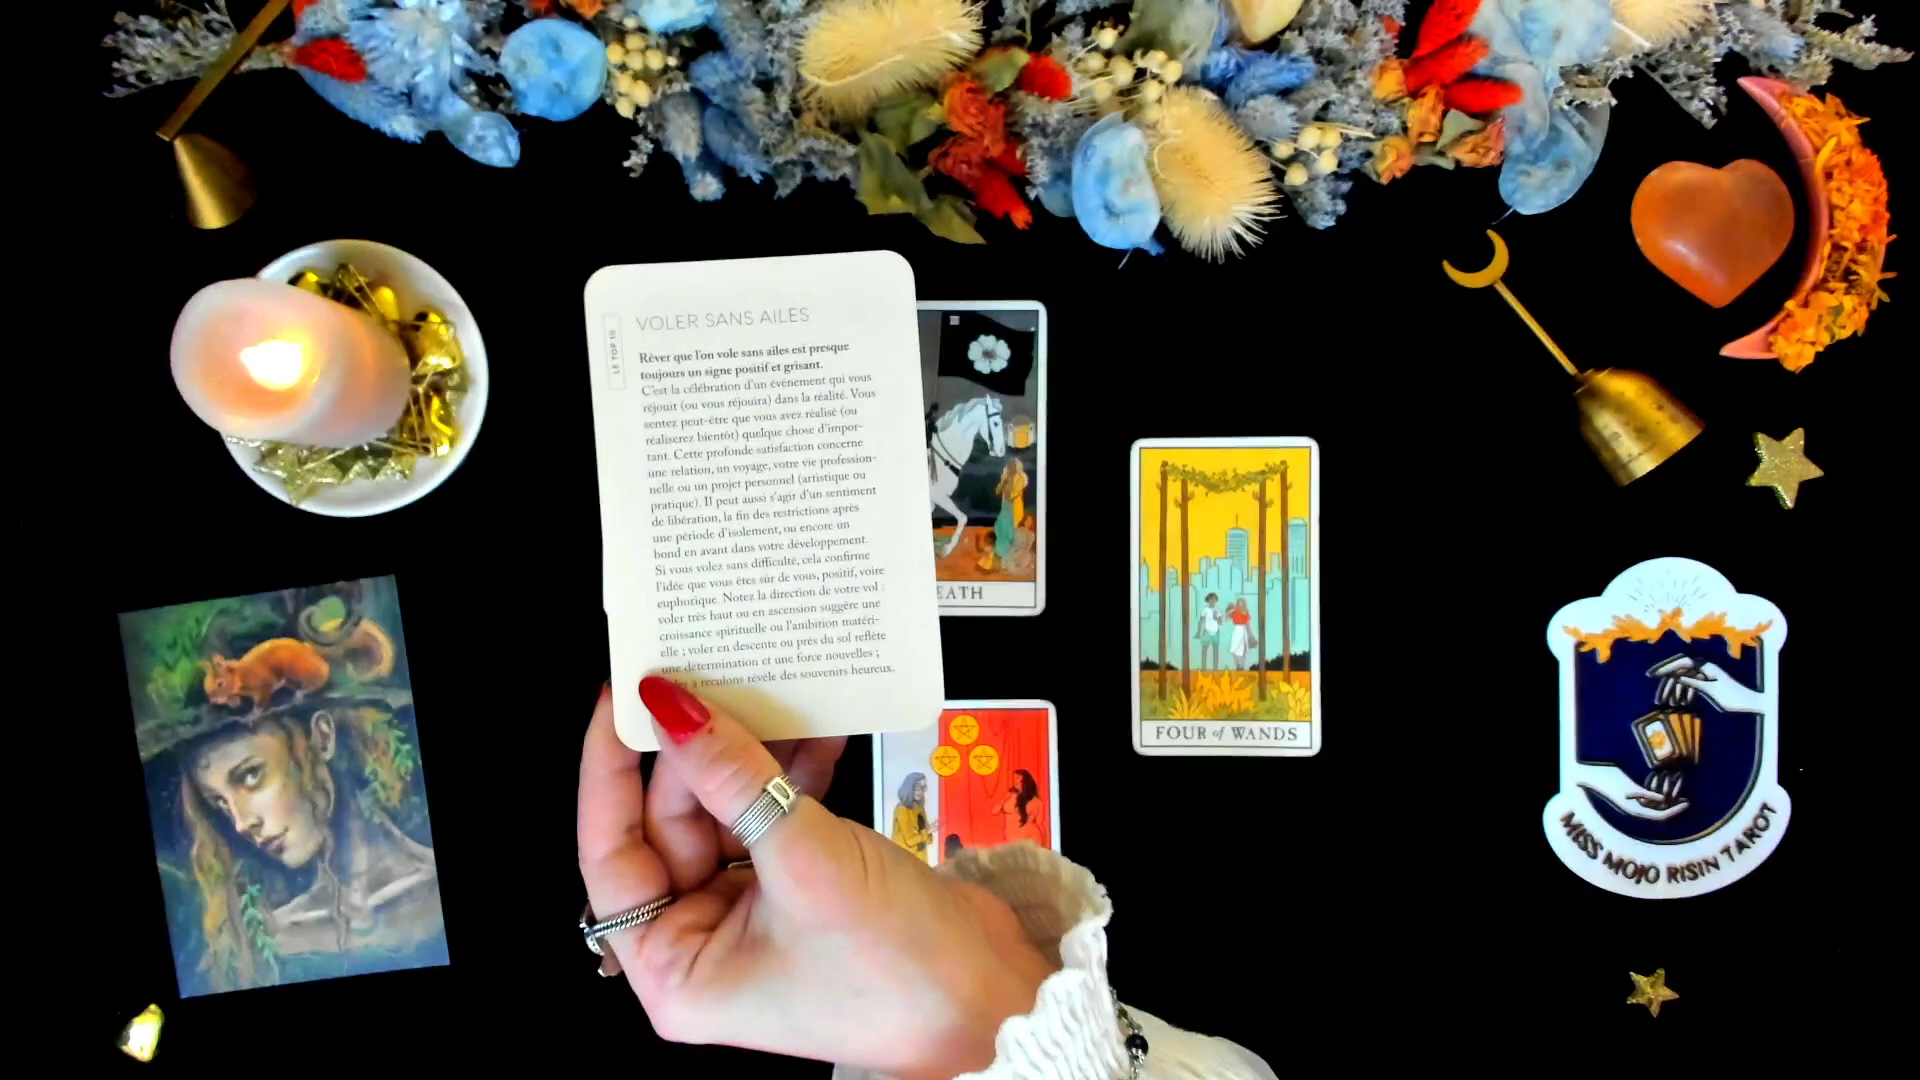 VOLER SANS AILES
LE TOP 10
Rêver que l'on vole sans ailes est presque
toujours un signe positif et grisant.
C'est la célébration d'un événement qui vous
réjouit (ou vous réjouira) dans la réalité. Vous
sentez peut-être que vous avez réalisé (ou
réaliserez bientôt) quelque chose d'impor-
tant. Cette profonde satisfaction concerne
une relation, un voyage, votre vie profession-
nelle ou un projet personnel (artistique ou
pratique). Il peut aussi s'agir d'un sentiment
de libération, la fin des restrictions après
une période d'isolement, ou encore un
bond en avant dans votre développement.
Si vous volez sans difficulté, cela confirme
l'idée que vous êtes sûr de vous, positif, voire
euphorique. Notez la direction de votre vol :
voler très haut ou en ascension suggère une
croissance spirituelle ou l'ambition matéri-
elle ; voler en descente ou près du sol reflète
une détermination et une force nouvelles ;
à reculons révèle des souvenirs heureux.
EATH
FOUR of WANDS
MISS MOJO RISIN TAROT